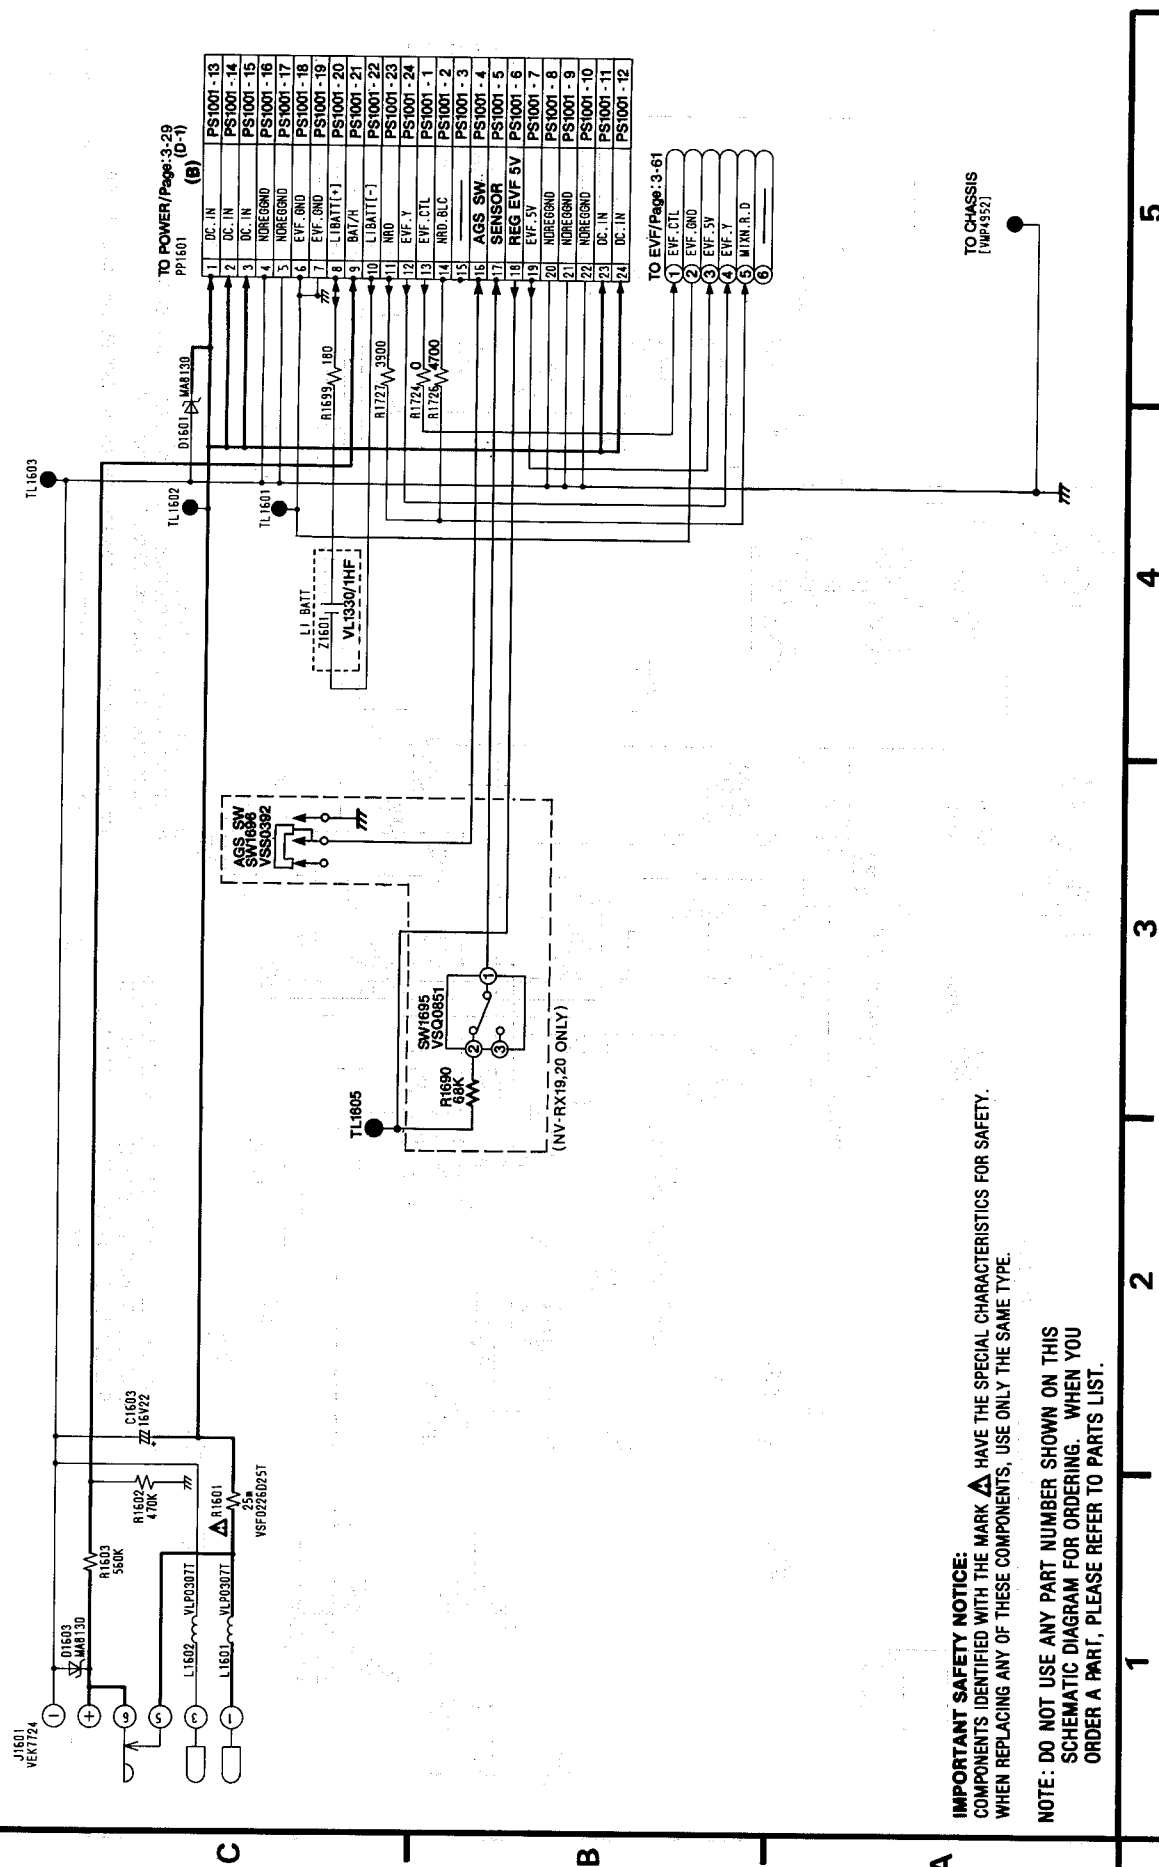 J1601
VEK7724
−
+
6
5
3
1
D1603
MA8130
R1603
560K
R1602
470K
C1603
16V22
+
L1602
VLP0307T
L1601
VLP0307T
R1601
25m
VSF0226D25T
TL1605
R1690
68K
SW1695
VSQ0851
2
3
1
(NV-RX19,20 ONLY)
AGS SW
SW1696
VSS0392
LI BATT
Z1601
VL1330/1HF
TL1603
TL1602
TL1601
D1601
MA8130
R1699
180
R1727
3900
R1724
0
R1726
4700
TO POWER/Page:3-29
PP1601
(D-1)
(B)
1 DC.IN PS1001 - 13
2 DC.IN PS1001 - 14
3 DC.IN PS1001 - 15
4 NOREGGND PS1001 - 16
5 NOREGGND PS1001 - 17
6 EVF.GND PS1001 - 18
7 EVF.GND PS1001 - 19
8 LIBATT[+] PS1001 - 20
9 BAT/H PS1001 - 21
10 LIBATT[-] PS1001 - 22
11 NRD PS1001 - 23
12 EVF.Y PS1001 - 24
13 EVF.CTL PS1001 - 1
14 NRD.BLC PS1001 - 2
15 ——— PS1001 - 3
16 AGS SW PS1001 - 4
17 SENSOR PS1001 - 5
18 REG EVF 5V PS1001 - 6
19 EVF.5V PS1001 - 7
20 NOREGGND PS1001 - 8
21 NOREGGND PS1001 - 9
22 NOREGGND PS1001 - 10
23 DC.IN PS1001 - 11
24 DC.IN PS1001 - 12
TO EVF/Page:3-61
1 EVF.CTL
2 EVF.GND
3 EVF.5V
4 EVF.Y
5 MIXN.R.D
6 ———
TO CHASSIS
[VMP4952]
IMPORTANT SAFETY NOTICE:
COMPONENTS IDENTIFIED WITH THE MARK ⚠ HAVE THE SPECIAL CHARACTERISTICS FOR SAFETY.
WHEN REPLACING ANY OF THESE COMPONENTS, USE ONLY THE SAME TYPE.
NOTE: DO NOT USE ANY PART NUMBER SHOWN ON THIS
SCHEMATIC DIAGRAM FOR ORDERING. WHEN YOU
ORDER A PART, PLEASE REFER TO PARTS LIST.
C
B
A
1
2
3
4
5